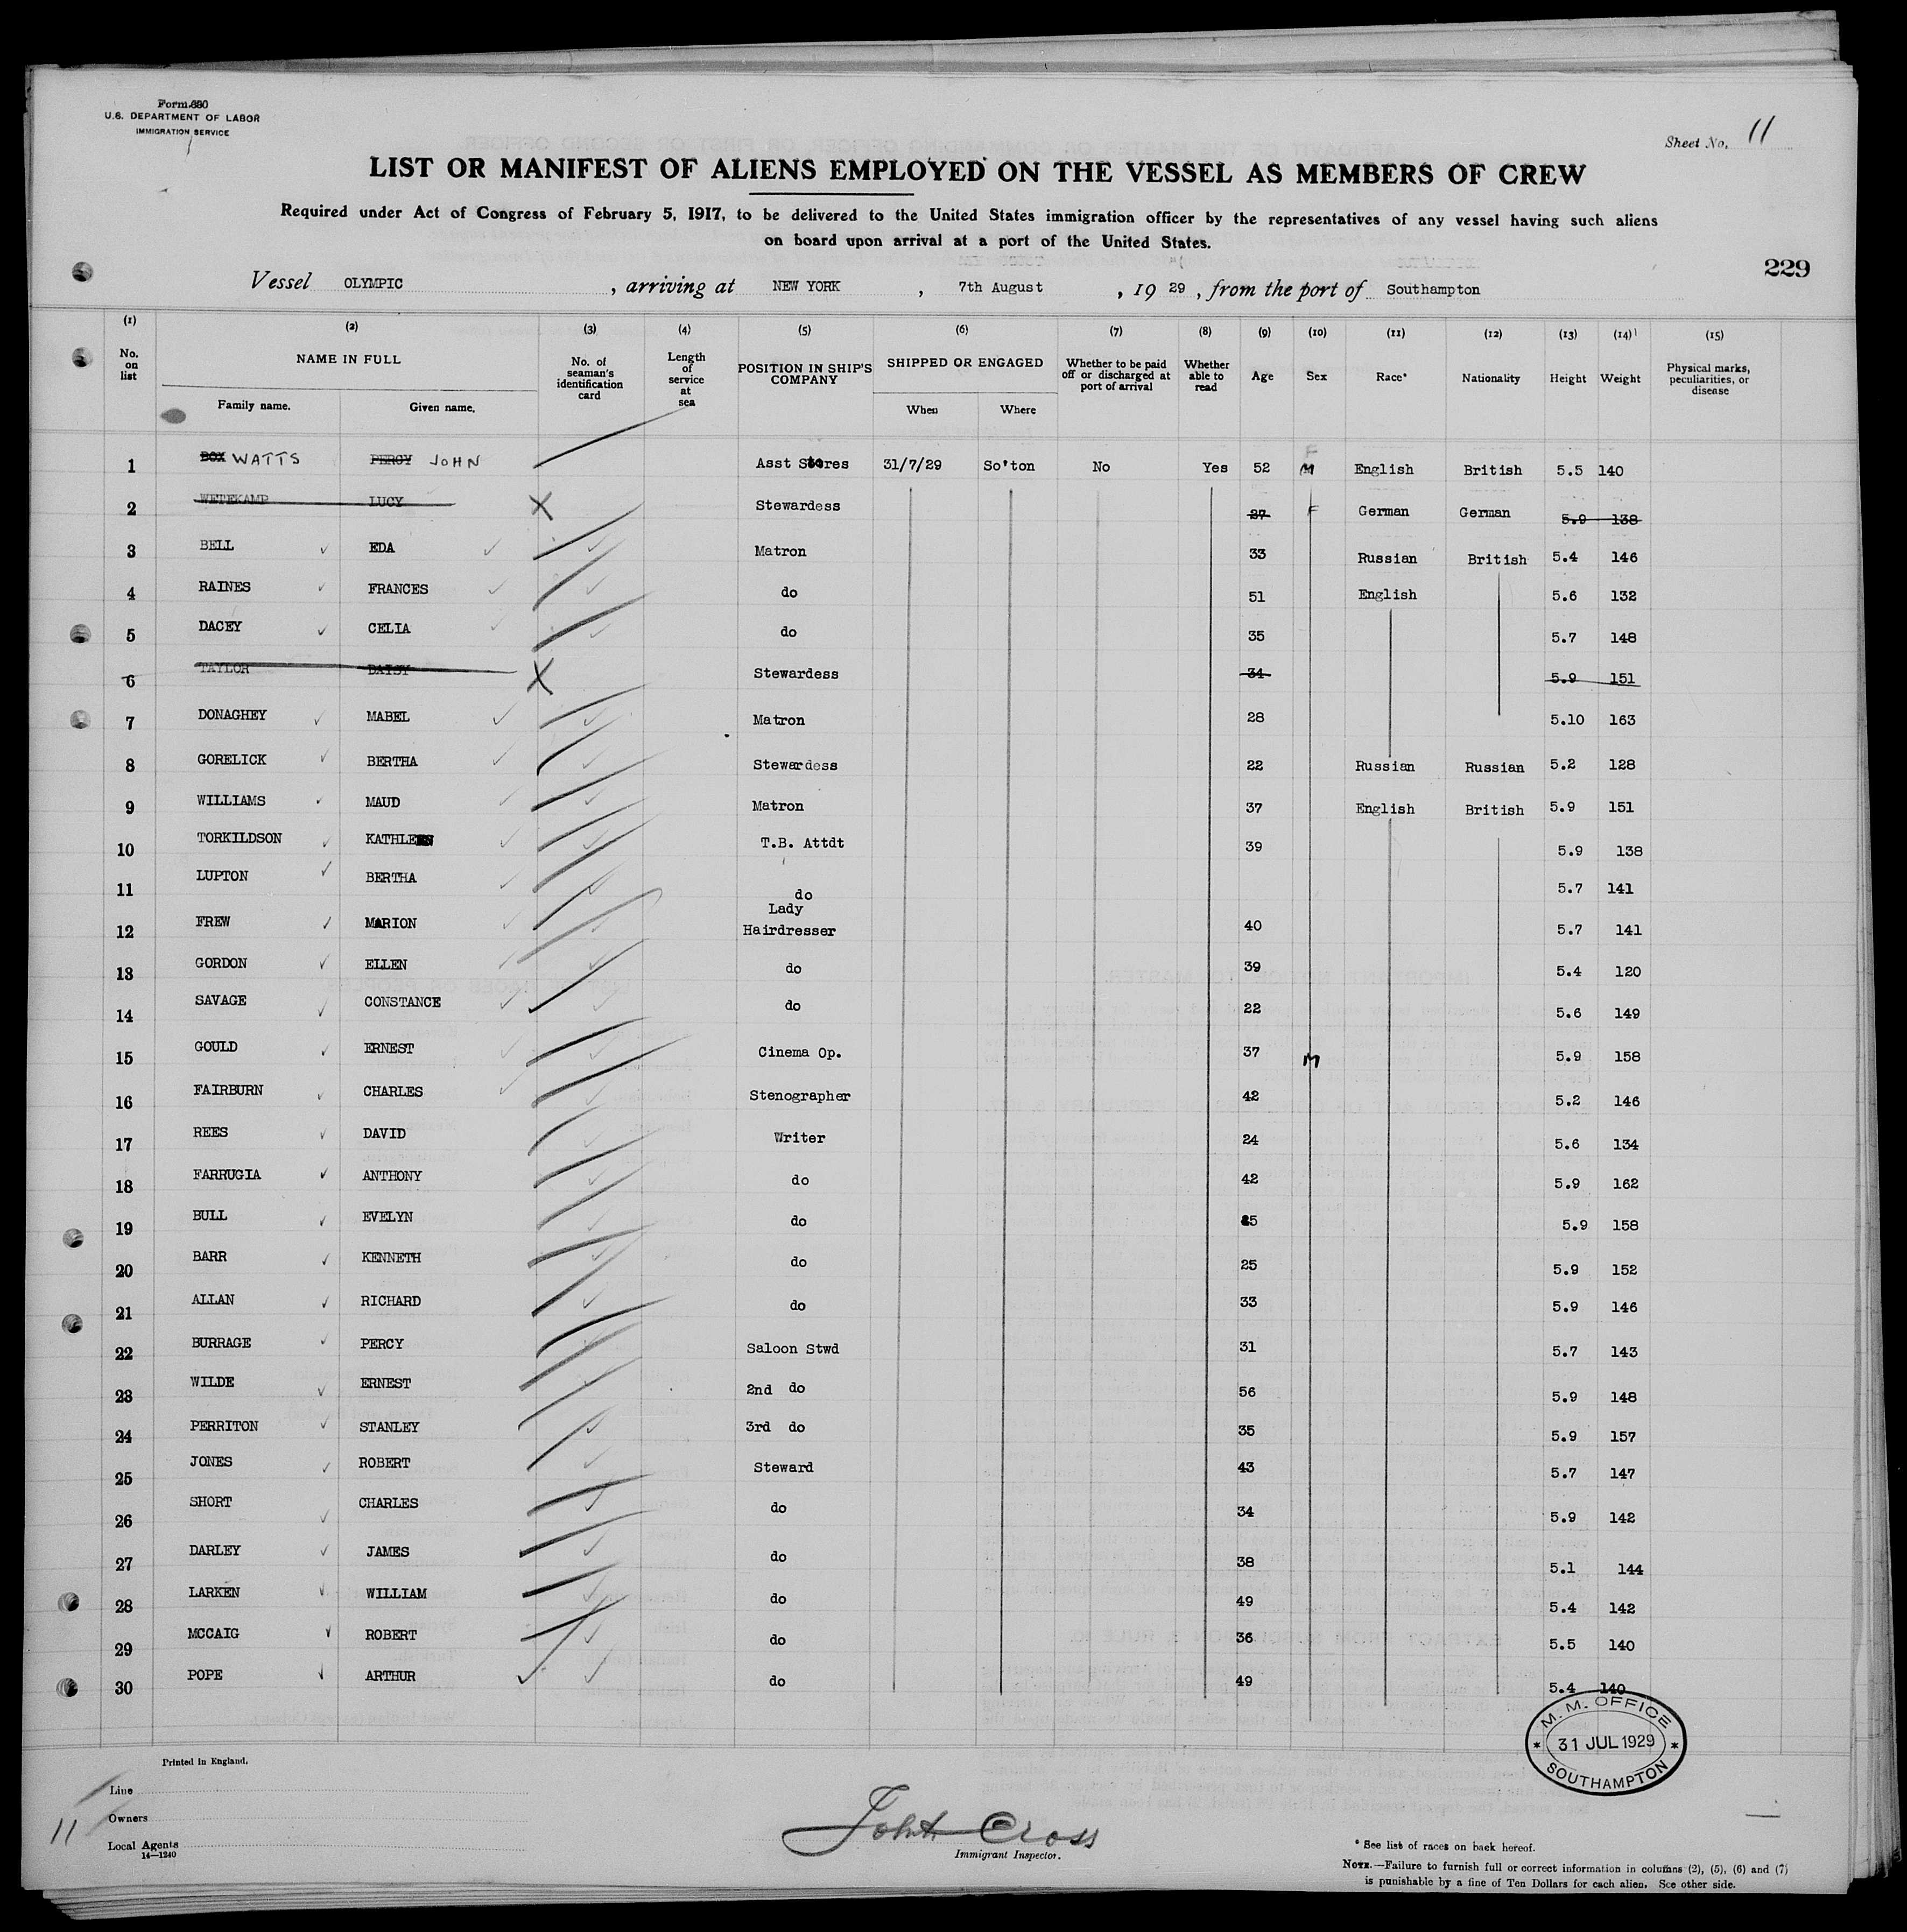 Form 680
U.S. DEPARTMENT OF LABOR
IMMIGRATION SERVICE
Sheet No. 11
LIST OR MANIFEST OF ALIENS EMPLOYED ON THE VESSEL AS MEMBERS OF CREW
Required under Act of Congress of February 5, 1917, to be delivered to the United States immigration officer by the representatives of any vessel having such aliens
on board upon arrival at a port of the United States.
229
Vessel OLYMPIC, arriving at NEW YORK, 7th August, 1929, from the port of Southampton
(1) (2) (3) (4) (5) (6) (7) (8) (9) (10) (11) (12) (13) (14) (15)
No. on list NAME IN FULL Family name. Given name. No. of seaman's identification card Length of service at sea POSITION IN SHIP'S COMPANY SHIPPED OR ENGAGED When Where Whether to be paid off or discharged at port of arrival Whether able to read Age Sex Race* Nationality Height Weight Physical marks, peculiarities, or disease
1 BOX WATTS PERCY JOHN Asst Stores 31/7/29 So'ton No Yes 52 M English British 5.5 140
2 WETEKAMP LUCY X Stewardess 27 F German German 5.9 138
3 BELL EDA Matron 33 Russian British 5.4 146
4 RAINES FRANCES do 51 English 5.6 132
5 DACEY CELIA do 35 5.7 148
6 TAYLOR DAISY X Stewardess 34 5.9 151
7 DONAGHEY MABEL Matron 28 5.10 163
8 GORELICK BERTHA Stewardess 22 Russian Russian 5.2 128
9 WILLIAMS MAUD Matron 37 English British 5.9 151
10 TORKILDSON KATHLEEN T.B. Attdt 39 5.9 138
11 LUPTON BERTHA do 5.7 141
12 FREW MARION Lady Hairdresser 40 5.7 141
13 GORDON ELLEN do 39 5.4 120
14 SAVAGE CONSTANCE do 22 5.6 149
15 GOULD ERNEST Cinema Op. 37 M 5.9 158
16 FAIRBURN CHARLES Stenographer 42 5.2 146
17 REES DAVID Writer 24 5.6 134
18 FARRUGIA ANTHONY do 42 5.9 162
19 BULL EVELYN do 5.9 158
20 BARR KENNETH do 25 5.9 152
21 ALLAN RICHARD do 33 5.9 146
22 BURRAGE PERCY Saloon Stwd 31 5.7 143
23 WILDE ERNEST 2nd do 56 5.9 148
24 PERRITON STANLEY 3rd do 35 5.9 157
25 JONES ROBERT Steward 43 5.7 147
26 SHORT CHARLES do 34 5.9 142
27 DARLEY JAMES do 38 5.1 144
28 LARKEN WILLIAM do 49 5.4 142
29 MCCAIG ROBERT do 36 5.5 140
30 POPE ARTHUR do 49 5.4 140
M. M. OFFICE
* 31 JUL 1929 *
SOUTHAMPTON
Printed in England.
Line
Owners
11
Local Agents
14—1240
John Cross
Immigrant Inspector.
* See list of races on back hereof.
NOTE.—Failure to furnish full or correct information in columns (2), (5), (6) and (7)
is punishable by a fine of Ten Dollars for each alien. See other side.